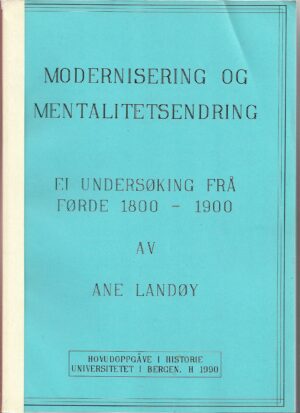 MODERNISERING OG
MENTALITETSENDRING
EI UNDERSØKING FRÅ
FØRDE 1800 - 1900
AV
ANE LANDØY
HOVUDOPPGÅVE I HISTORIE
UNIVERSITETET I BERGEN. H 1990